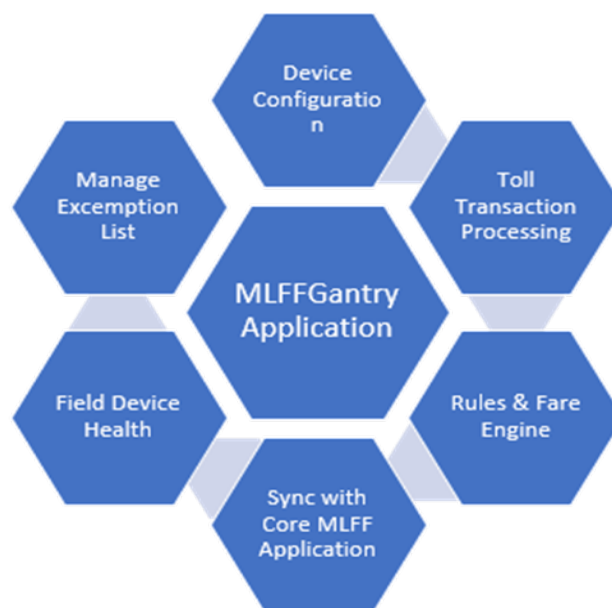 Device
Configuratio
n
Manage
Excemption
List
Toll
Transaction
Processing
MLFFGantry
Application
Field Device
Health
Rules & Fare
Engine
Sync with
Core MLFF
Application